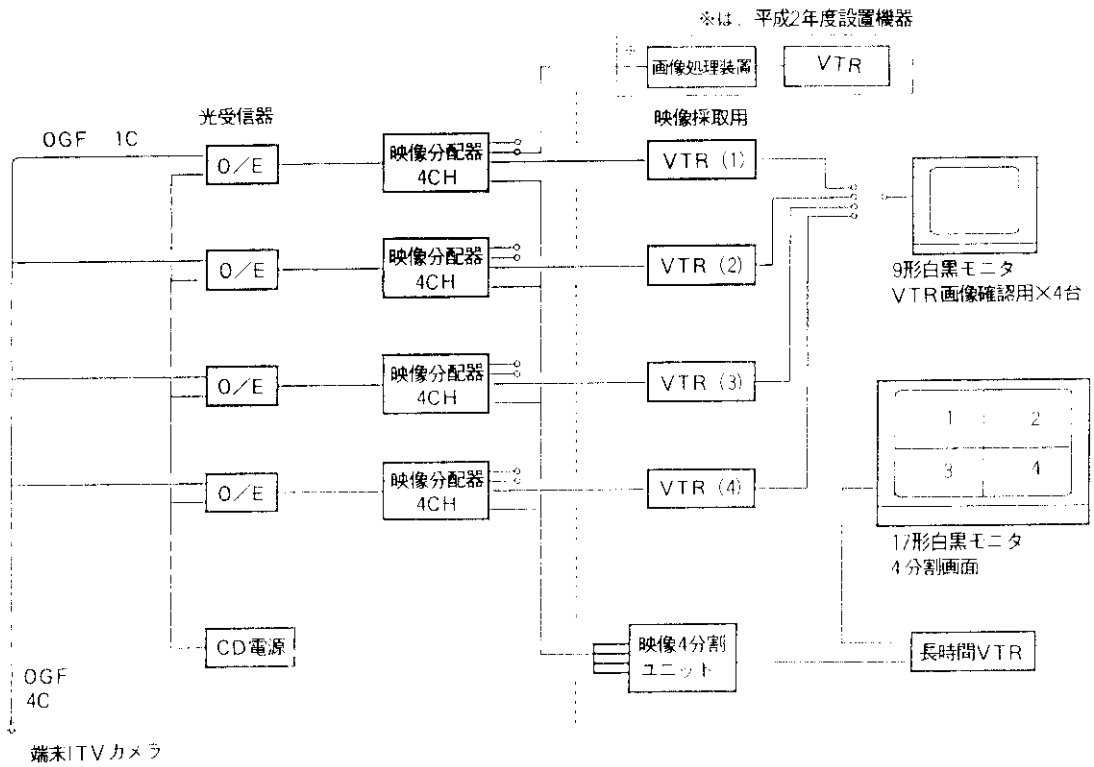 ※は、平成2年度設置機器
※
画像処理装置
VTR
光受信器
映像採取用
OGF 1C
O/E
映像分配器
4CH
VTR (1)
O/E
映像分配器
4CH
VTR (2)
9形白黒モニタ
VTR画像確認用×4台
O/E
映像分配器
4CH
VTR (3)
1 2
3 4
O/E
映像分配器
4CH
VTR (4)
17形白黒モニタ
4分割画面
CD電源
映像4分割
ユニット
長時間VTR
OGF
4C
端末ITVカメラ